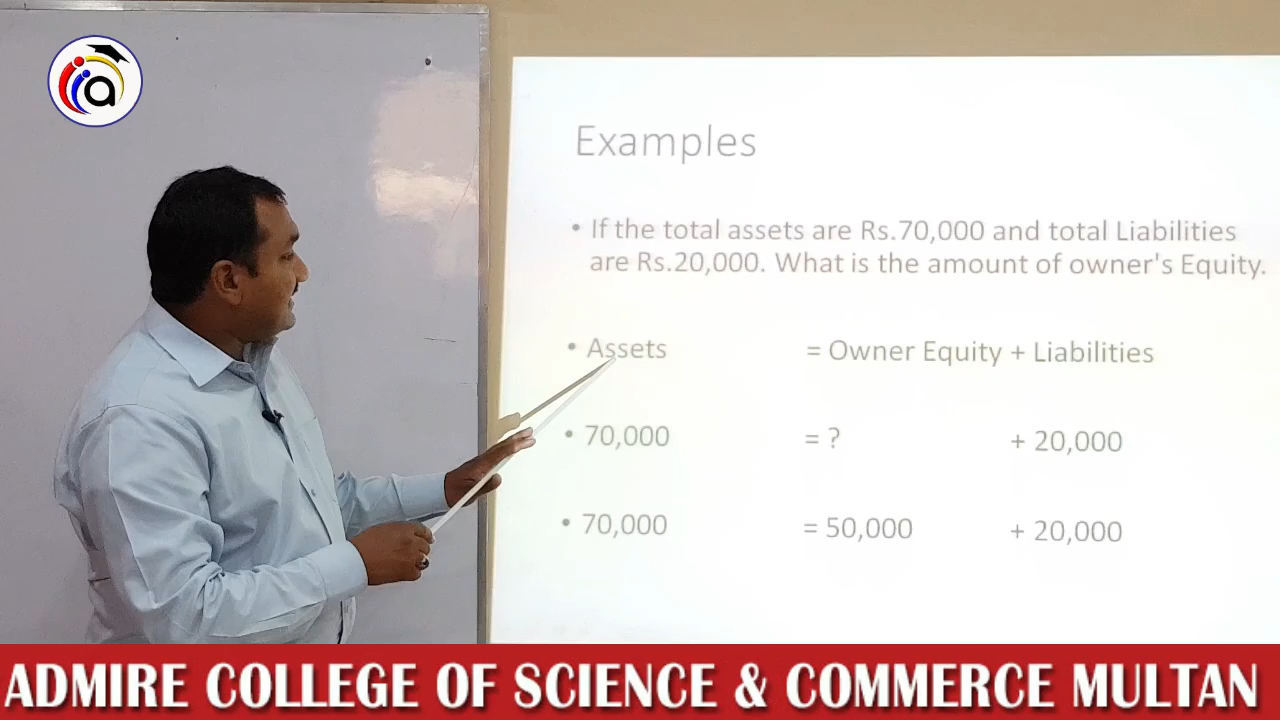 a
Examples
• If the total assets are Rs.70,000 and total Liabilities
are Rs.20,000. What is the amount of owner's Equity.
• Assets = Owner Equity + Liabilities
• 70,000 = ? + 20,000
• 70,000 = 50,000 + 20,000
ADMIRE COLLEGE OF SCIENCE & COMMERCE MULTAN